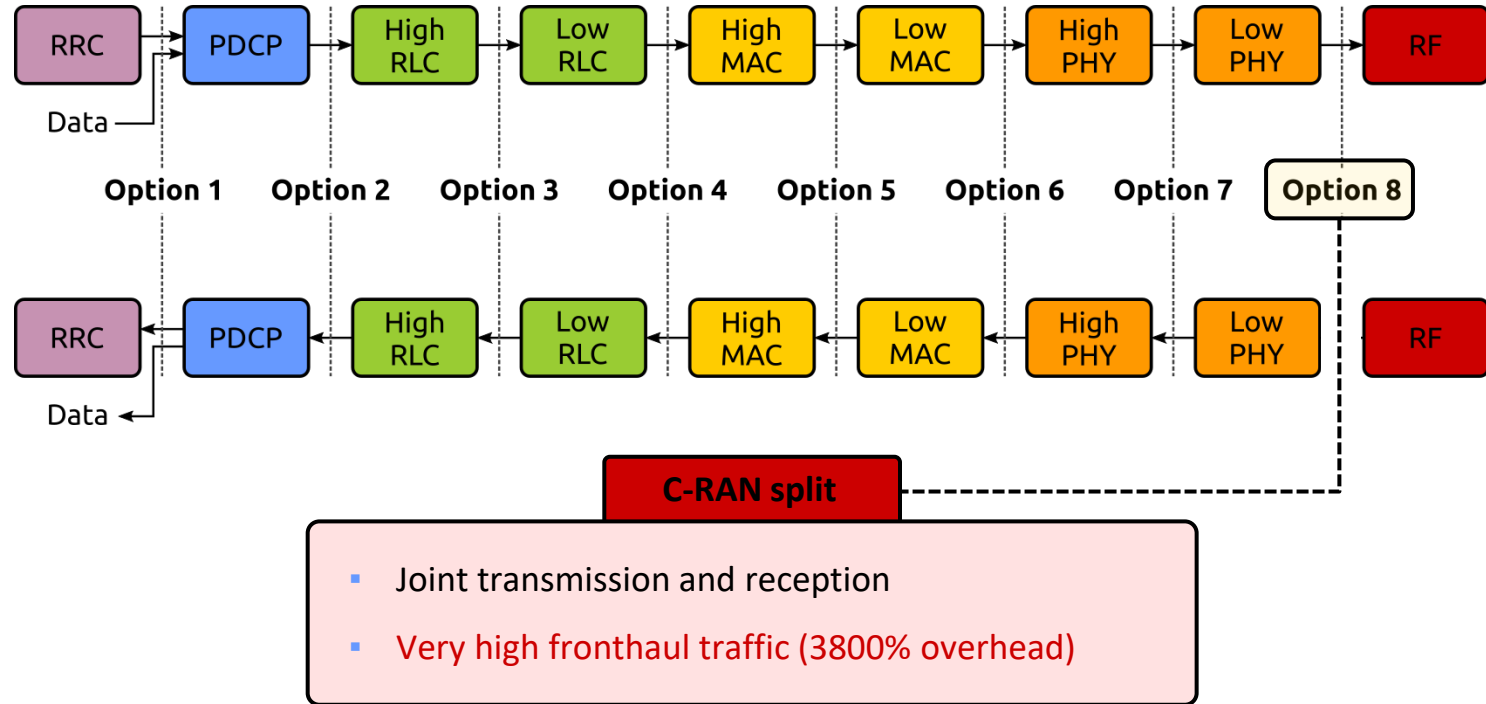 RRC
PDCP
High
RLC
Low
RLC
High
MAC
Low
MAC
High
PHY
Low
PHY
RF
Data
Option 1
Option 2
Option 3
Option 4
Option 5
Option 6
Option 7
Option 8
RRC
PDCP
High
RLC
Low
RLC
High
MAC
Low
MAC
High
PHY
Low
PHY
RF
Data
C-RAN split
▪ Joint transmission and reception
▪ Very high fronthaul traffic (3800% overhead)